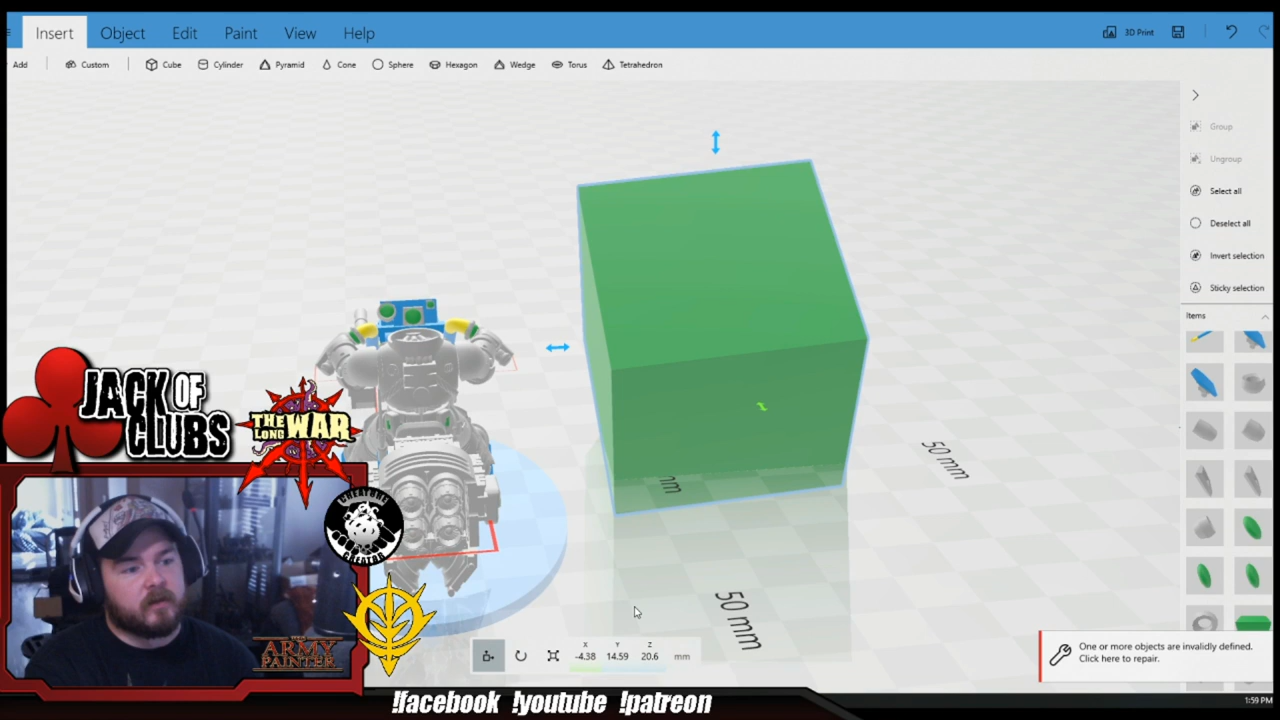 Insert Object Edit Paint View Help
3D Print
Add Custom Cube Cylinder Pyramid Cone Sphere Hexagon Wedge Torus Tetrahedron
Group
Ungroup
Select all
Deselect all
Invert selection
Sticky selection
Items
50 mm
mm
50 mm
JACK OF
CLUBS
THE
LONG WAR
CREATURE
CREATOR
THE
ARMY
PAINTER
X Y Z
-4.38 14.59 20.6 mm
One or more objects are invalidly defined.
Click here to repair.
!facebook !youtube !patreon
1:59 PM